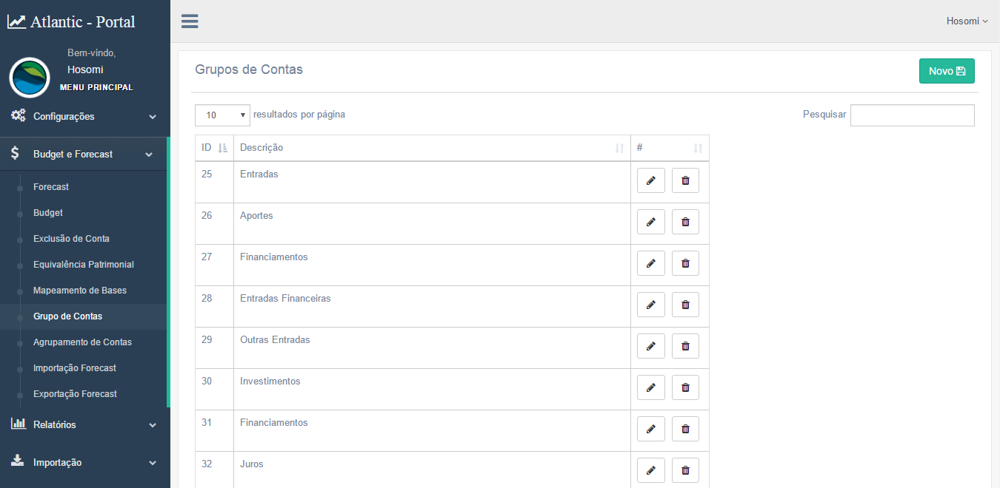 Atlantic - Portal
Bem-vindo,
Hosomi
MENU PRINCIPAL
Configurações
Budget e Forecast
Forecast
Budget
Exclusão de Conta
Equivalência Patrimonial
Mapeamento de Bases
Grupo de Contas
Agrupamento de Contas
Importação Forecast
Exportação Forecast
Relatórios
Importação
Hosomi
Grupos de Contas
Novo
10 resultados por página
Pesquisar
ID Descrição #
25 Entradas
26 Aportes
27 Financiamentos
28 Entradas Financeiras
29 Outras Entradas
30 Investimentos
31 Financiamentos
32 Juros